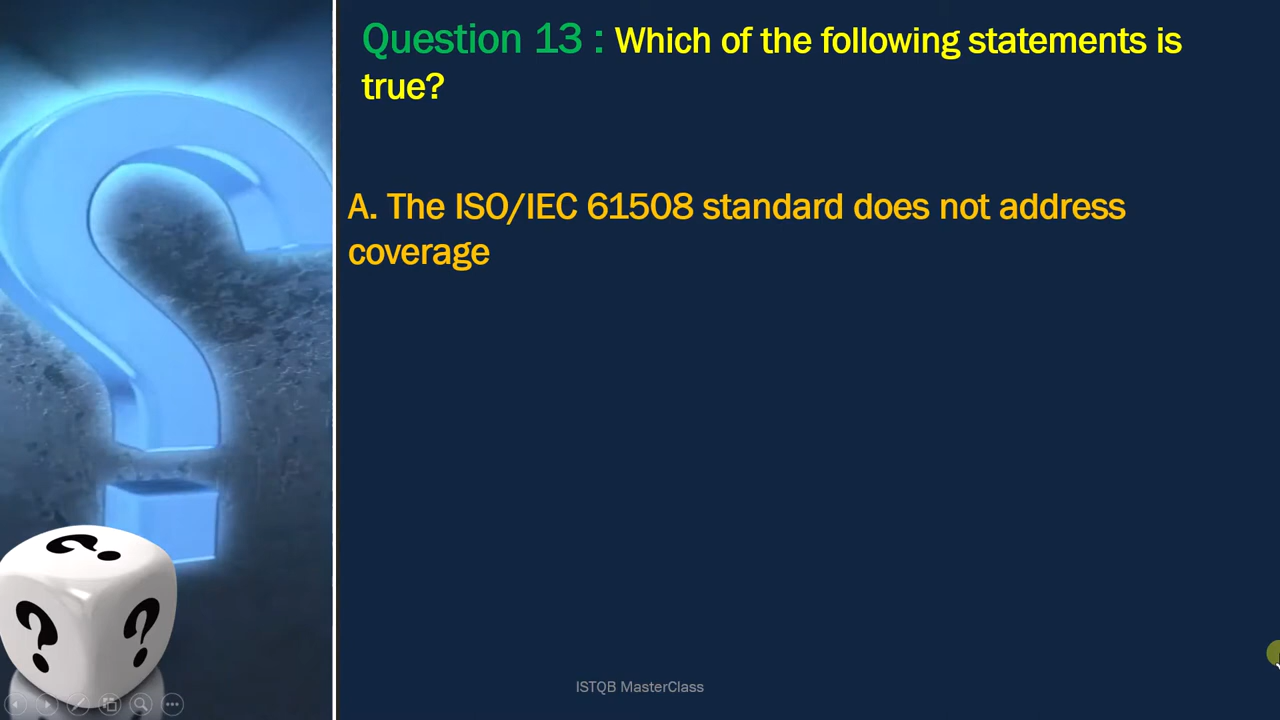 Question 13 : Which of the following statements is
true?
A. The ISO/IEC 61508 standard does not address
coverage
ISTQB MasterClass